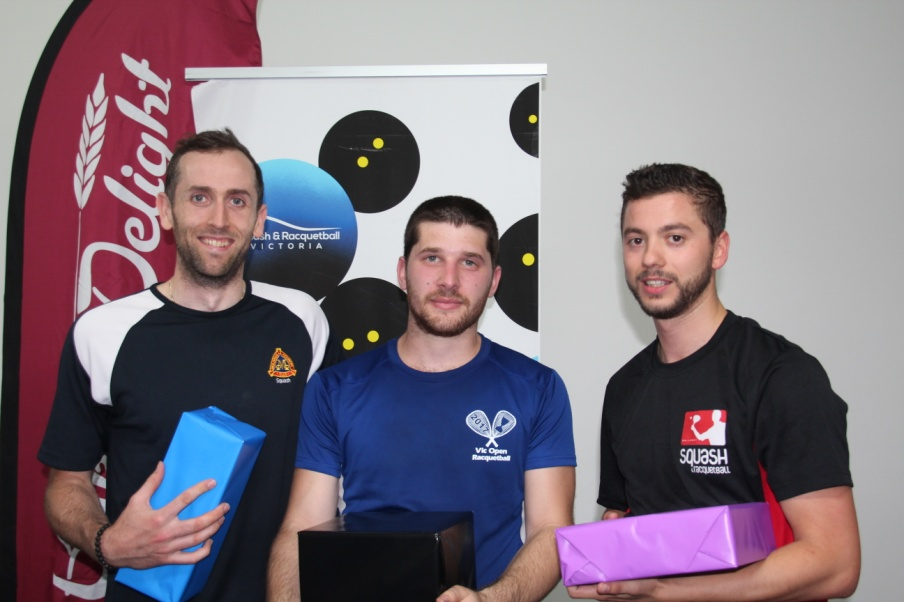 Delight
ash & Racquetball
VICTORIA
Squash
2017
Vic Open
Racquetball
SQUASH
racquetball